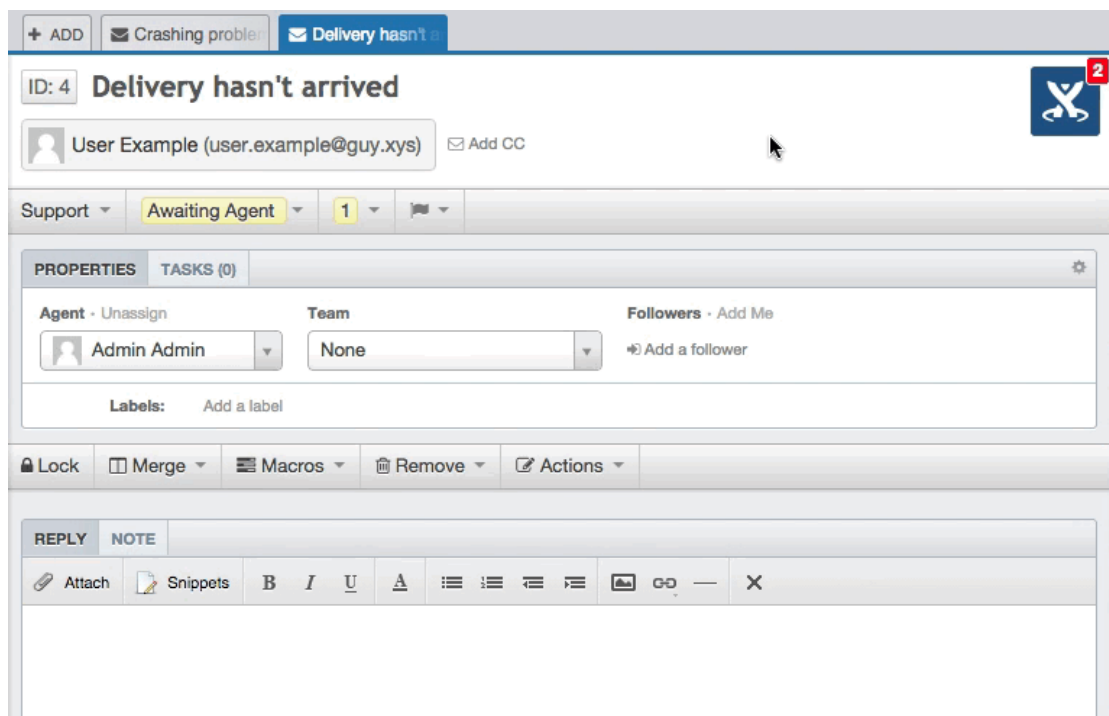 + ADD Crashing problem Delivery hasn't a
2
ID: 4 Delivery hasn't arrived
User Example (user.example@guy.xys) Add CC
Support Awaiting Agent 1
PROPERTIES TASKS (0)
Agent · Unassign Team Followers · Add Me
Admin Admin None Add a follower
Labels: Add a label
Lock Merge Macros Remove Actions
REPLY NOTE
Attach Snippets B I U A